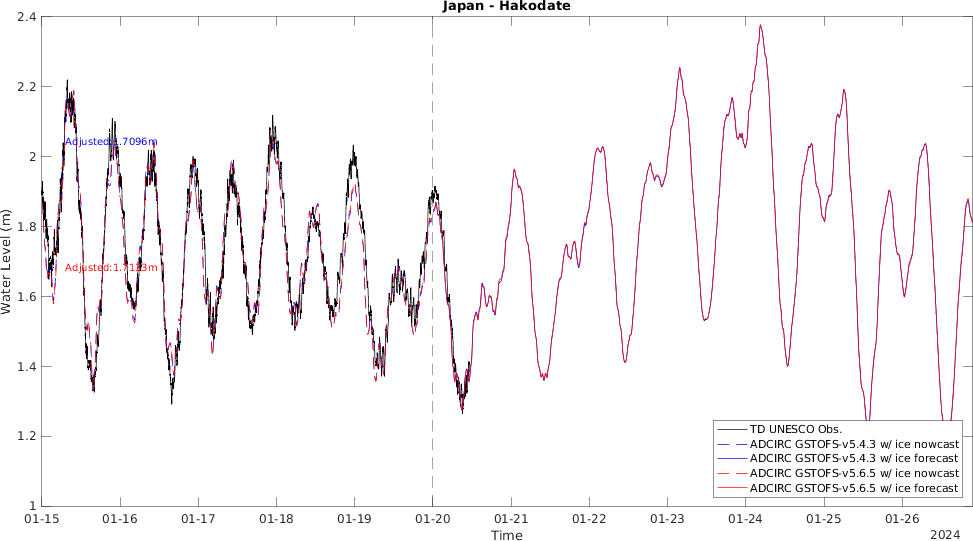 Japan - Hakodate
2.4
2.2
2
1.8
1.6
1.4
1.2
1
Water Level (m)
Adjusted:1.7096m
Adjusted:1.7123m
TD UNESCO Obs.
ADCIRC GSTOFS-v5.4.3 w/ ice nowcast
ADCIRC GSTOFS-v5.4.3 w/ ice forecast
ADCIRC GSTOFS-v5.6.5 w/ ice nowcast
ADCIRC GSTOFS-v5.6.5 w/ ice forecast
01-15 01-16 01-17 01-18 01-19 01-20 01-21 01-22 01-23 01-24 01-25 01-26
Time
2024